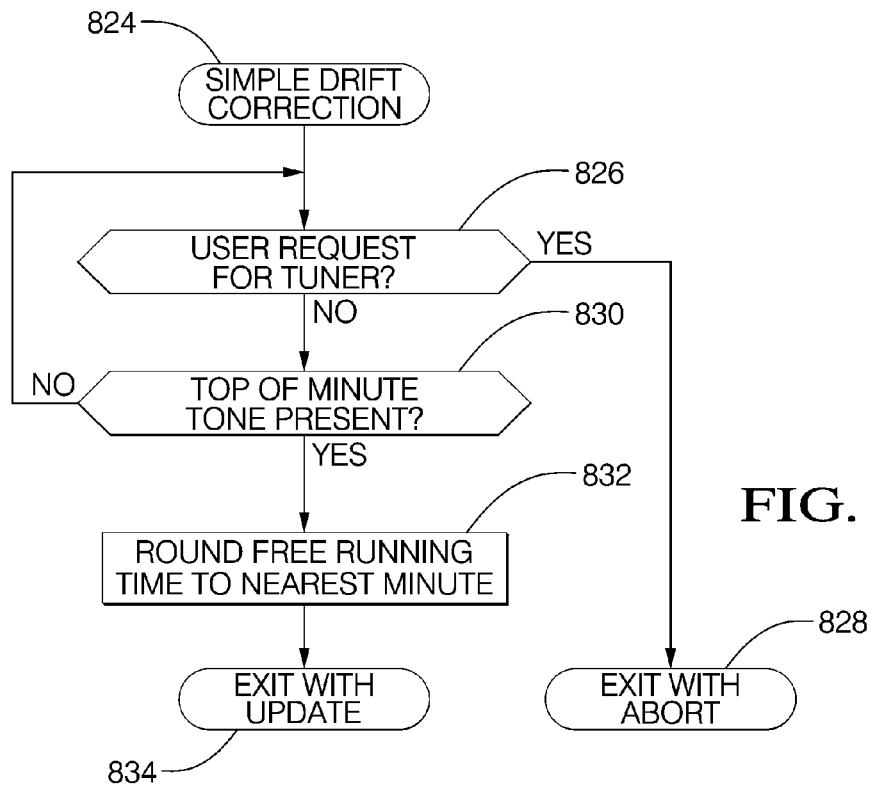 824
SIMPLE DRIFT
CORRECTION
826
USER REQUEST
FOR TUNER?
YES
NO
830
NO
TOP OF MINUTE
TONE PRESENT?
YES
832
FIG.
ROUND FREE RUNNING
TIME TO NEAREST MINUTE
828
EXIT WITH
UPDATE
EXIT WITH
ABORT
834